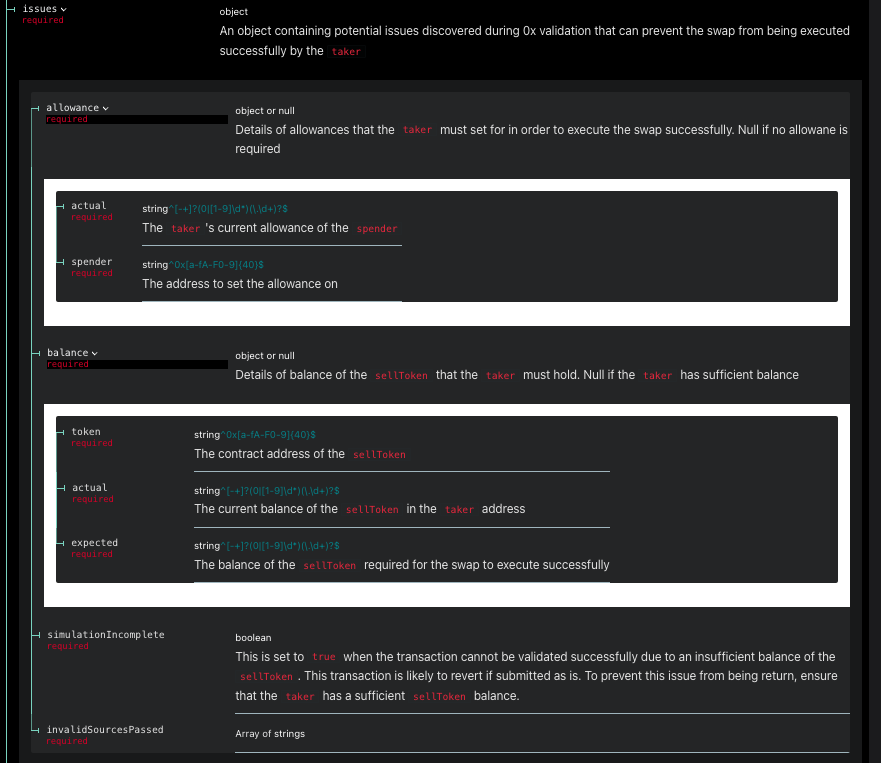 issues
required
object
An object containing potential issues discovered during 0x validation that can prevent the swap from being executed
successfully by the taker
allowance
required
object or null
Details of allowances that the taker must set for in order to execute the swap successfully. Null if no allowane is
required
actual
required
string^[-+]?(0|[1-9]\d*)(\.\d+)?$
The taker 's current allowance of the spender
spender
required
string^0x[a-fA-F0-9]{40}$
The address to set the allowance on
balance
required
object or null
Details of balance of the sellToken that the taker must hold. Null if the taker has sufficient balance
token
required
string^0x[a-fA-F0-9]{40}$
The contract address of the sellToken
actual
required
string^[-+]?(0|[1-9]\d*)(\.\d+)?$
The current balance of the sellToken in the taker address
expected
required
string^[-+]?(0|[1-9]\d*)(\.\d+)?$
The balance of the sellToken required for the swap to execute successfully
simulationIncomplete
required
boolean
This is set to true when the transaction cannot be validated successfully due to an insufficient balance of the
sellToken . This transaction is likely to revert if submitted as is. To prevent this issue from being return, ensure
that the taker has a sufficient sellToken balance.
invalidSourcesPassed
required
Array of strings